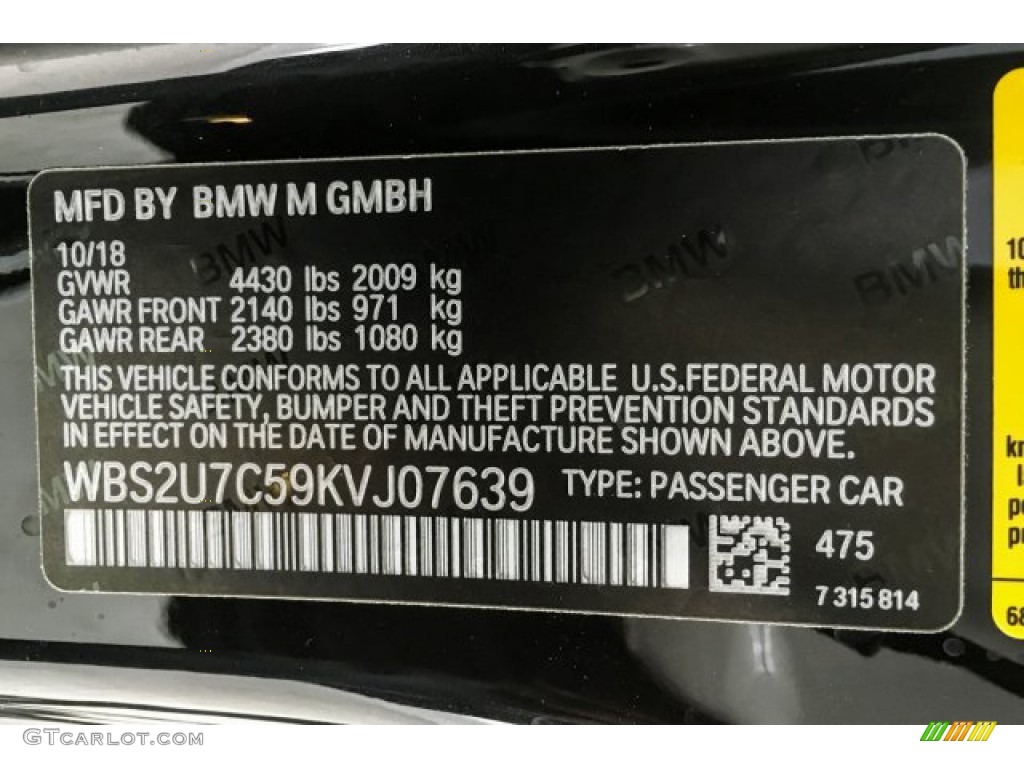 MFD BY BMW M GMBH
10/18
GVWR 4430 lbs 2009 kg
GAWR FRONT 2140 lbs 971 kg
GAWR REAR 2380 lbs 1080 kg
THIS VEHICLE CONFORMS TO ALL APPLICABLE U.S.FEDERAL MOTOR
VEHICLE SAFETY, BUMPER AND THEFT PREVENTION STANDARDS
IN EFFECT ON THE DATE OF MANUFACTURE SHOWN ABOVE.
WBS2U7C59KVJ07639 TYPE: PASSENGER CAR
475
7 315 814
GTCARLOT.COM